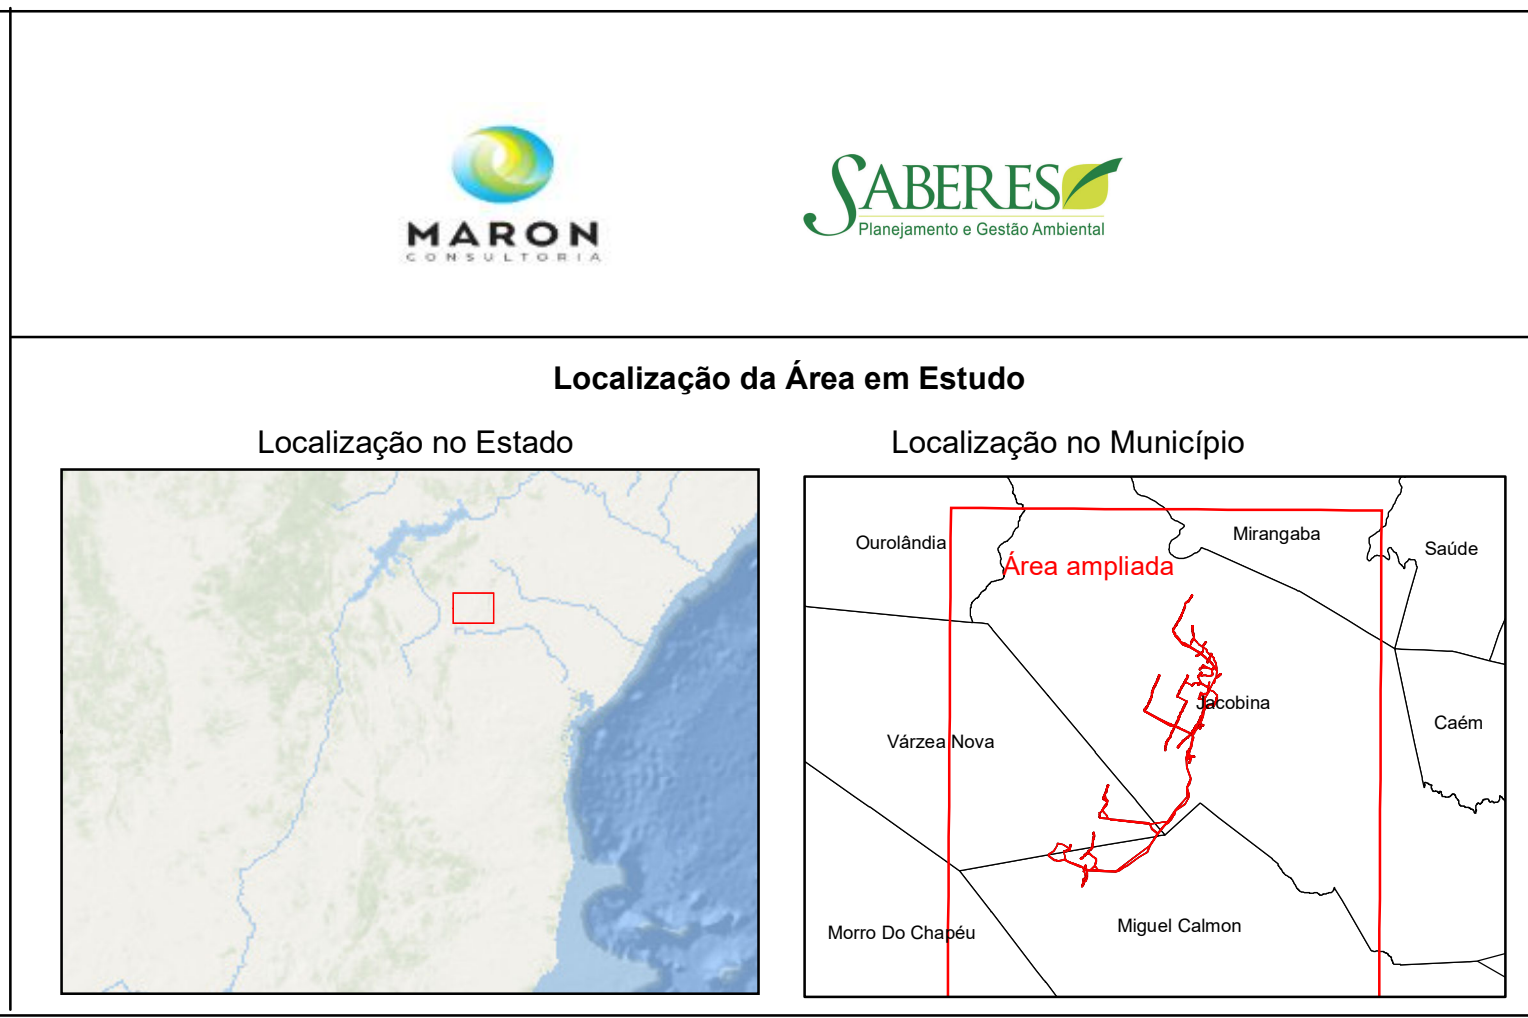 MARON
CONSULTORIA
SABERES
Planejamento e Gestão Ambiental
Localização da Área em Estudo
Localização no Estado
Localização no Município
Ourolândia
Mirangaba
Saúde
Área ampliada
Jacobina
Caém
Várzea Nova
Miguel Calmon
Morro Do Chapéu